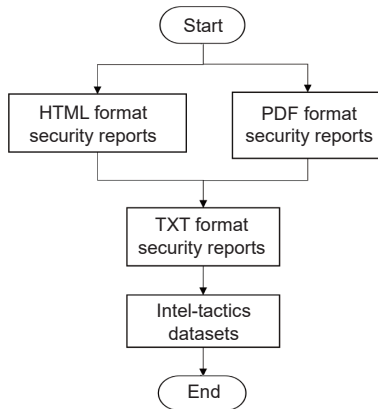 Start
HTML format
security reports
PDF format
security reports
TXT format
security reports
Intel-tactics
datasets
End